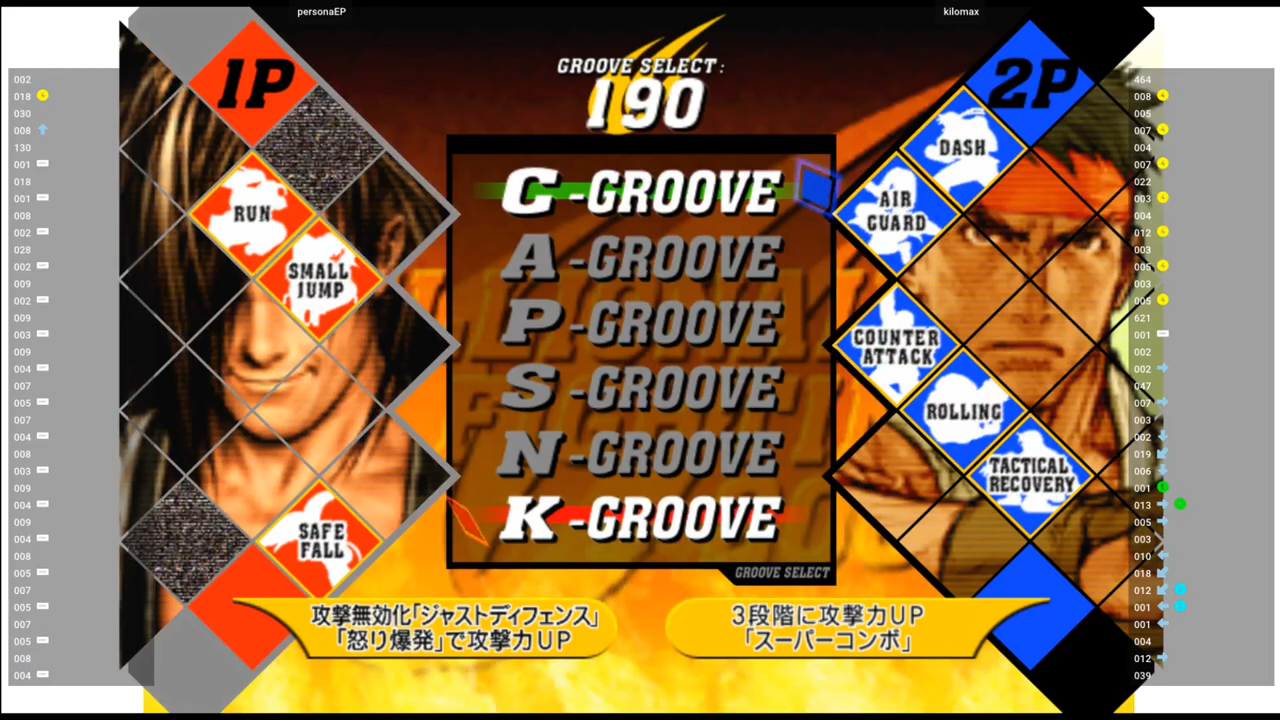 personaEP
kilomax
1P
GROOVE SELECT:
190
2P
C-GROOVE
A-GROOVE
P-GROOVE
S-GROOVE
N-GROOVE
K-GROOVE
GROOVE SELECT
RUN
SMALL
JUMP
SAFE
FALL
DASH
AIR
GUARD
COUNTER
ATTACK
ROLLING
TACTICAL
RECOVERY
攻撃無効化「ジャストディフェンス」
「怒り爆発」で攻撃力UP
3段階に攻撃力UP
「スーパーコンボ」
002
018
030
008
130
001
018
001
008
002
028
002
009
002
009
003
009
004
007
005
007
004
008
003
009
004
009
004
008
005
007
005
007
005
008
004
464
008
005
007
004
007
022
003
004
012
003
005
003
005
621
001
002
002
047
007
003
002
019
006
001
013
005
003
010
018
012
001
001
004
012
039